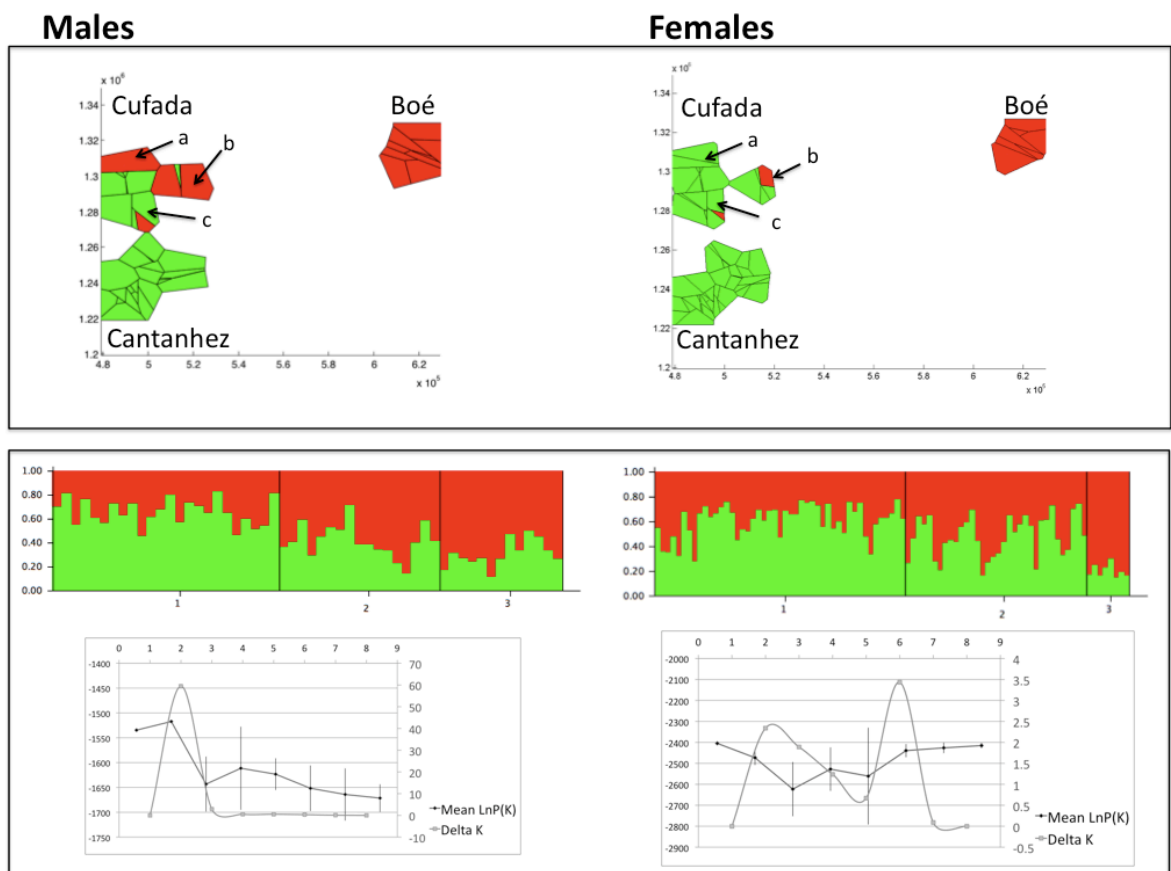 Males
Females
x 10⁶
Cufada
Boé
a
b
c
Cantanhez
1.34
1.32
1.3
1.28
1.26
1.24
1.22
1.2
4.8 5 5.2 5.4 5.6 5.8 6 6.2
x 10⁵
Cufada
Boé
a
b
c
Cantanhez
1.34
1.32
1.3
1.28
1.26
1.24
1.22
1.2
4.8 5 5.2 5.4 5.6 5.8 6 6.2
x 10⁵
1.00
0.80
0.60
0.40
0.20
0.00
1 2 3
1.00
0.80
0.60
0.40
0.20
0.00
1 2 3
0 1 2 3 4 5 6 7 8 9
-1400
-1450
-1500
-1550
-1600
-1650
-1700
-1750
70
60
50
40
30
20
10
0
-10
Mean LnP(K)
Delta K
0 1 2 3 4 5 6 7 8 9
-2000
-2100
-2200
-2300
-2400
-2500
-2600
-2700
-2800
-2900
4
3.5
3
2.5
2
1.5
1
0.5
0
-0.5
Mean LnP(K)
Delta K